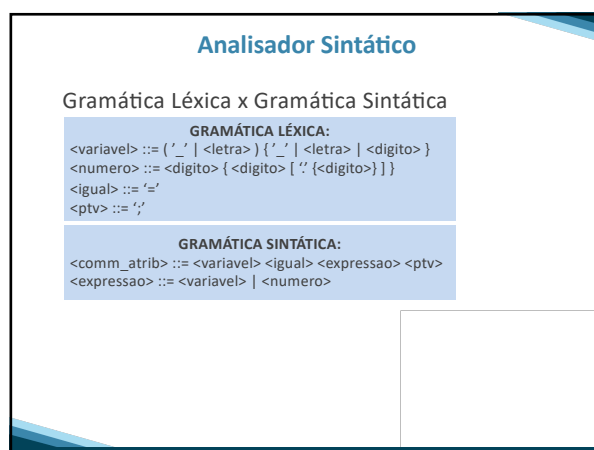 Analisador Sintático
Gramática Léxica x Gramática Sintática
GRAMÁTICA LÉXICA:
<variavel> ::= ( ′_′ | <letra> ) { ′_′ | <letra> | <digito> }
<numero> ::= <digito> { <digito> [ ‘.’ {<digito>} ] }
<igual> ::= ‘=’
<ptv> ::= ‘;’
GRAMÁTICA SINTÁTICA:
<comm_atrib> ::= <variavel> <igual> <expressao> <ptv>
<expressao> ::= <variavel> | <numero>